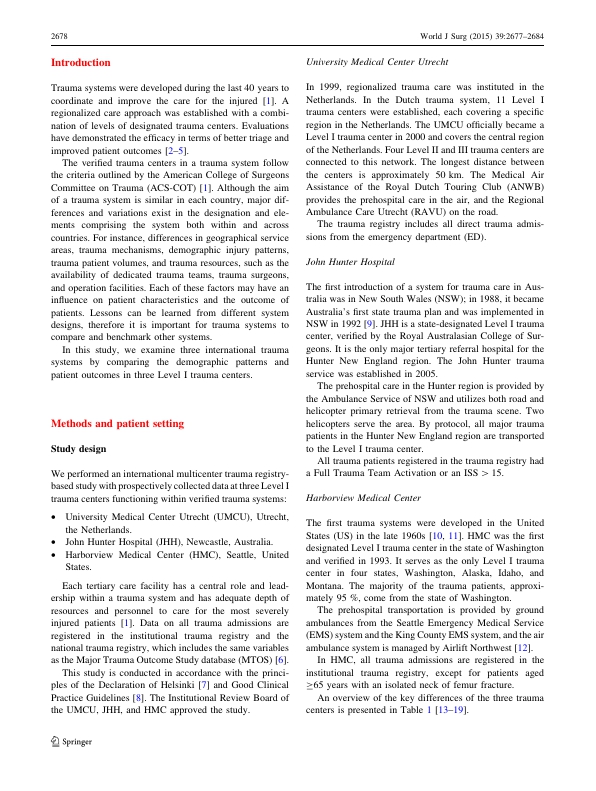 2678
World J Surg (2015) 39:2677–2684
Introduction
Trauma systems were developed during the last 40 years to
coordinate and improve the care for the injured [1]. A
regionalized care approach was established with a combi-
nation of levels of designated trauma centers. Evaluations
have demonstrated the efficacy in terms of better triage and
improved patient outcomes [2–5].
The verified trauma centers in a trauma system follow
the criteria outlined by the American College of Surgeons
Committee on Trauma (ACS-COT) [1]. Although the aim
of a trauma system is similar in each country, major dif-
ferences and variations exist in the designation and ele-
ments comprising the system both within and across
countries. For instance, differences in geographical service
areas, trauma mechanisms, demographic injury patterns,
trauma patient volumes, and trauma resources, such as the
availability of dedicated trauma teams, trauma surgeons,
and operation facilities. Each of these factors may have an
influence on patient characteristics and the outcome of
patients. Lessons can be learned from different system
designs, therefore it is important for trauma systems to
compare and benchmark other systems.
In this study, we examine three international trauma
systems by comparing the demographic patterns and
patient outcomes in three Level I trauma centers.
Methods and patient setting
Study design
We performed an international multicenter trauma registry-
based study with prospectively collected data at three Level I
trauma centers functioning within verified trauma systems:
• University Medical Center Utrecht (UMCU), Utrecht,
the Netherlands.
• John Hunter Hospital (JHH), Newcastle, Australia.
• Harborview Medical Center (HMC), Seattle, United
States.
Each tertiary care facility has a central role and lead-
ership within a trauma system and has adequate depth of
resources and personnel to care for the most severely
injured patients [1]. Data on all trauma admissions are
registered in the institutional trauma registry and the
national trauma registry, which includes the same variables
as the Major Trauma Outcome Study database (MTOS) [6].
This study is conducted in accordance with the princi-
ples of the Declaration of Helsinki [7] and Good Clinical
Practice Guidelines [8]. The Institutional Review Board of
the UMCU, JHH, and HMC approved the study.
University Medical Center Utrecht
In 1999, regionalized trauma care was instituted in the
Netherlands. In the Dutch trauma system, 11 Level I
trauma centers were established, each covering a specific
region in the Netherlands. The UMCU officially became a
Level I trauma center in 2000 and covers the central region
of the Netherlands. Four Level II and III trauma centers are
connected to this network. The longest distance between
the centers is approximately 50 km. The Medical Air
Assistance of the Royal Dutch Touring Club (ANWB)
provides the prehospital care in the air, and the Regional
Ambulance Care Utrecht (RAVU) on the road.
The trauma registry includes all direct trauma admis-
sions from the emergency department (ED).
John Hunter Hospital
The first introduction of a system for trauma care in Aus-
tralia was in New South Wales (NSW); in 1988, it became
Australia's first state trauma plan and was implemented in
NSW in 1992 [9]. JHH is a state-designated Level I trauma
center, verified by the Royal Australasian College of Sur-
geons. It is the only major tertiary referral hospital for the
Hunter New England region. The John Hunter trauma
service was established in 2005.
The prehospital care in the Hunter region is provided by
the Ambulance Service of NSW and utilizes both road and
helicopter primary retrieval from the trauma scene. Two
helicopters serve the area. By protocol, all major trauma
patients in the Hunter New England region are transported
to the Level I trauma center.
All trauma patients registered in the trauma registry had
a Full Trauma Team Activation or an ISS > 15.
Harborview Medical Center
The first trauma systems were developed in the United
States (US) in the late 1960s [10, 11]. HMC was the first
designated Level I trauma center in the state of Washington
and verified in 1993. It serves as the only Level I trauma
center in four states, Washington, Alaska, Idaho, and
Montana. The majority of the trauma patients, approxi-
mately 95 %, come from the state of Washington.
The prehospital transportation is provided by ground
ambulances from the Seattle Emergency Medical Service
(EMS) system and the King County EMS system, and the air
ambulance system is managed by Airlift Northwest [12].
In HMC, all trauma admissions are registered in the
institutional trauma registry, except for patients aged
≥65 years with an isolated neck of femur fracture.
An overview of the key differences of the three trauma
centers is presented in Table 1 [13–19].
Springer